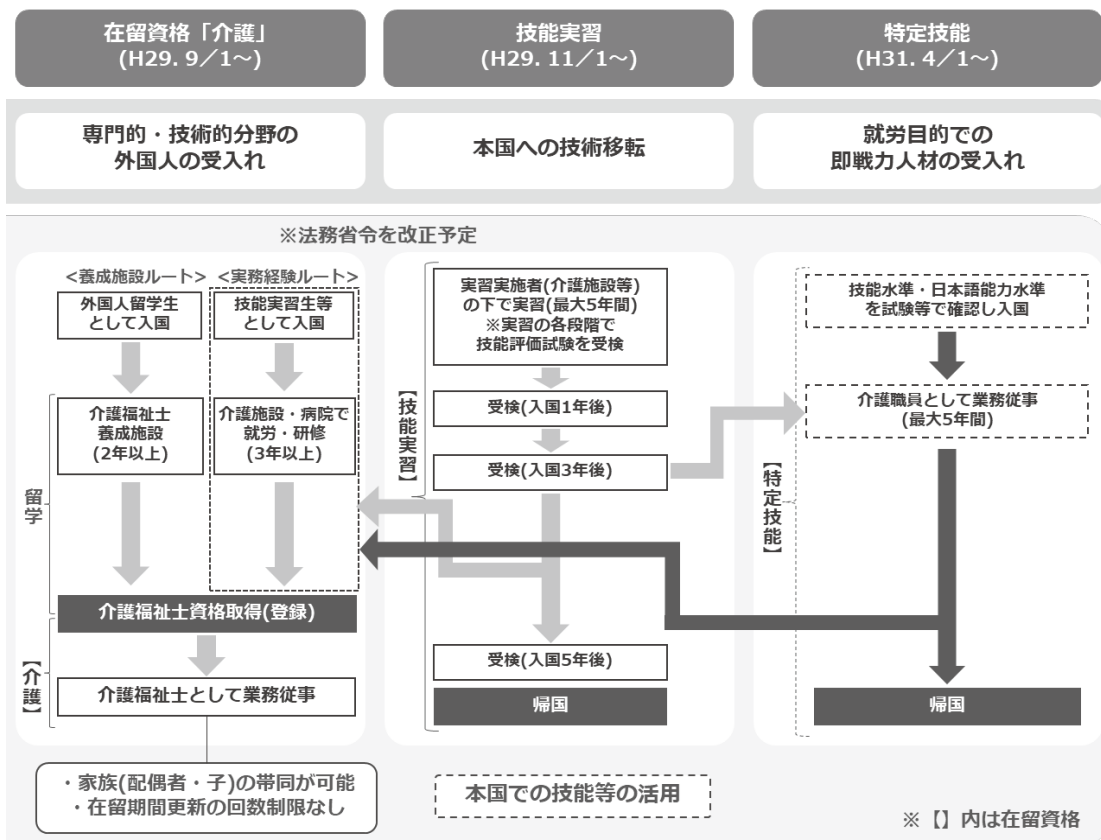 在留資格「介護」
(H29. 9／1～)
技能実習
(H29. 11／1～)
特定技能
(H31. 4／1～)
専門的・技術的分野の
外国人の受入れ
本国への技術移転
就労目的での
即戦力人材の受入れ
※法務省令を改正予定
<養成施設ルート>
<実務経験ルート>
外国人留学生
として入国
技能実習生等
として入国
介護福祉士
養成施設
(2年以上)
介護施設・病院で
就労・研修
(3年以上)
留学
介護福祉士資格取得(登録)
【介護】
介護福祉士として業務従事
・家族(配偶者・子)の帯同が可能
・在留期間更新の回数制限なし
実習実施者(介護施設等)
の下で実習(最大5年間)
※実習の各段階で
技能評価試験を受検
【技能実習】
受検(入国1年後)
受検(入国3年後)
受検(入国5年後)
帰国
本国での技能等の活用
技能水準・日本語能力水準
を試験等で確認し入国
介護職員として業務従事
(最大5年間)
【特定技能】
帰国
※【】内は在留資格